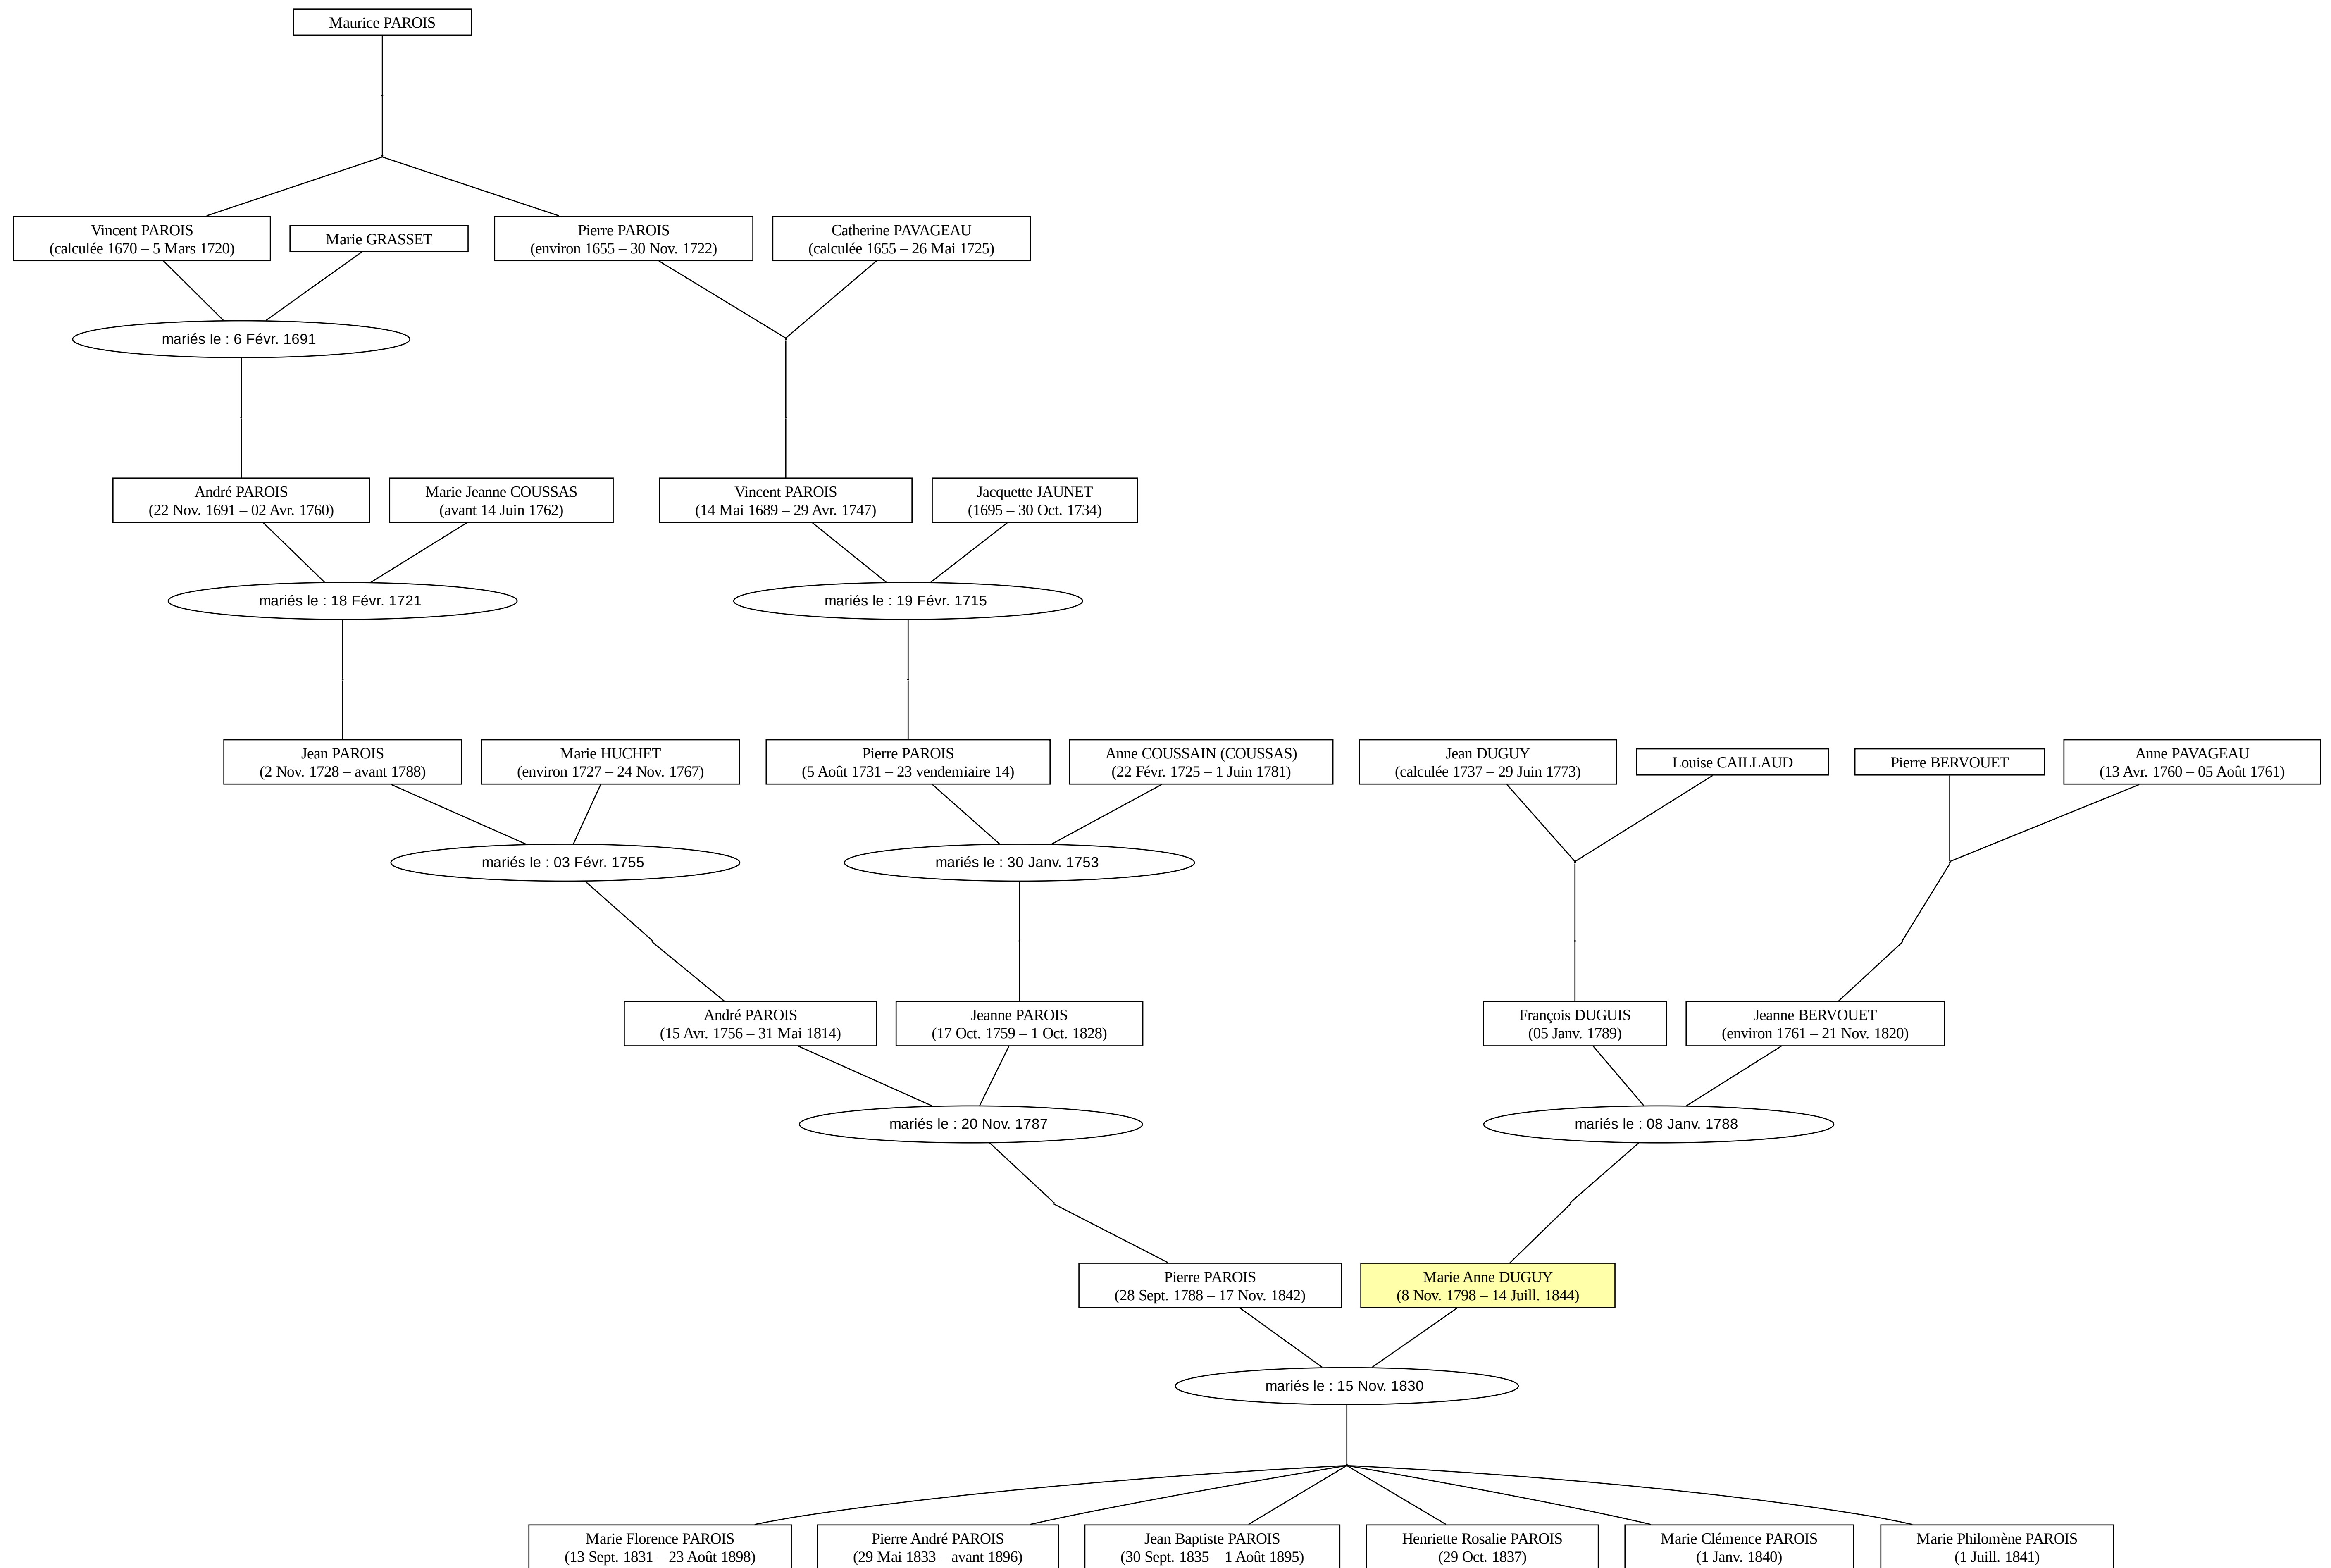 Maurice PAROIS
Vincent PAROIS
(calculée 1670 – 5 Mars 1720)
Marie GRASSET
Pierre PAROIS
(environ 1655 – 30 Nov. 1722)
Catherine PAVAGEAU
(calculée 1655 – 26 Mai 1725)
mariés le : 6 Févr. 1691
André PAROIS
(22 Nov. 1691 – 02 Avr. 1760)
Marie Jeanne COUSSAS
(avant 14 Juin 1762)
Vincent PAROIS
(14 Mai 1689 – 29 Avr. 1747)
Jacquette JAUNET
(1695 – 30 Oct. 1734)
mariés le : 18 Févr. 1721
mariés le : 19 Févr. 1715
Jean PAROIS
(2 Nov. 1728 – avant 1788)
Marie HUCHET
(environ 1727 – 24 Nov. 1767)
Pierre PAROIS
(5 Août 1731 – 23 vendemiaire 14)
Anne COUSSAIN (COUSSAS)
(22 Févr. 1725 – 1 Juin 1781)
Jean DUGUY
(calculée 1737 – 29 Juin 1773)
Louise CAILLAUD
Pierre BERVOUET
Anne PAVAGEAU
(13 Avr. 1760 – 05 Août 1761)
mariés le : 03 Févr. 1755
mariés le : 30 Janv. 1753
André PAROIS
(15 Avr. 1756 – 31 Mai 1814)
Jeanne PAROIS
(17 Oct. 1759 – 1 Oct. 1828)
François DUGUIS
(05 Janv. 1789)
Jeanne BERVOUET
(environ 1761 – 21 Nov. 1820)
mariés le : 20 Nov. 1787
mariés le : 08 Janv. 1788
Pierre PAROIS
(28 Sept. 1788 – 17 Nov. 1842)
Marie Anne DUGUY
(8 Nov. 1798 – 14 Juill. 1844)
mariés le : 15 Nov. 1830
Marie Florence PAROIS
(13 Sept. 1831 – 23 Août 1898)
Pierre André PAROIS
(29 Mai 1833 – avant 1896)
Jean Baptiste PAROIS
(30 Sept. 1835 – 1 Août 1895)
Henriette Rosalie PAROIS
(29 Oct. 1837)
Marie Clémence PAROIS
(1 Janv. 1840)
Marie Philomène PAROIS
(1 Juill. 1841)